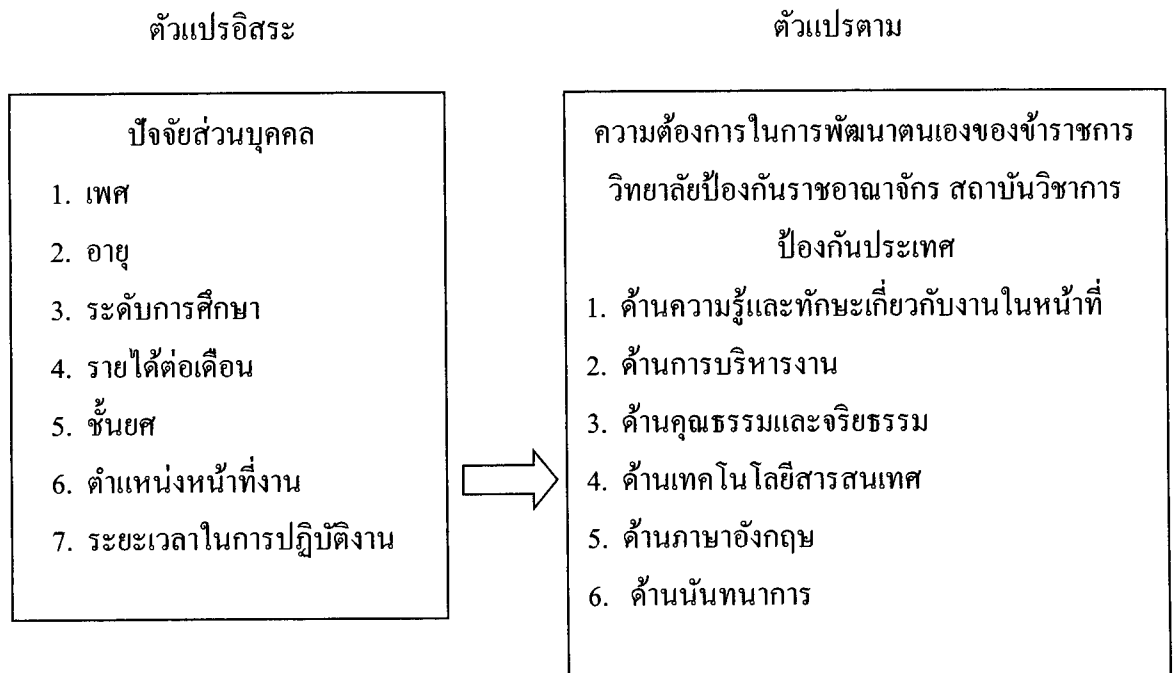 ตัวแปรอิสระ
ตัวแปรตาม
ปัจจัยส่วนบุคคล
1. เพศ
2. อายุ
3. ระดับการศึกษา
4. รายได้ต่อเดือน
5. ชั้นยศ
6. ตำแหน่งหน้าที่งาน
7. ระยะเวลาในการปฏิบัติงาน
ความต้องการในการพัฒนาตนเองของข้าราชการ
วิทยาลัยป้องกันราชอาณาจักร สถาบันวิชาการ
ป้องกันประเทศ
1. ด้านความรู้และทักษะเกี่ยวกับงานในหน้าที่
2. ด้านการบริหารงาน
3. ด้านคุณธรรมและจริยธรรม
4. ด้านเทคโนโลยีสารสนเทศ
5. ด้านภาษาอังกฤษ
6. ด้านนันทนาการ